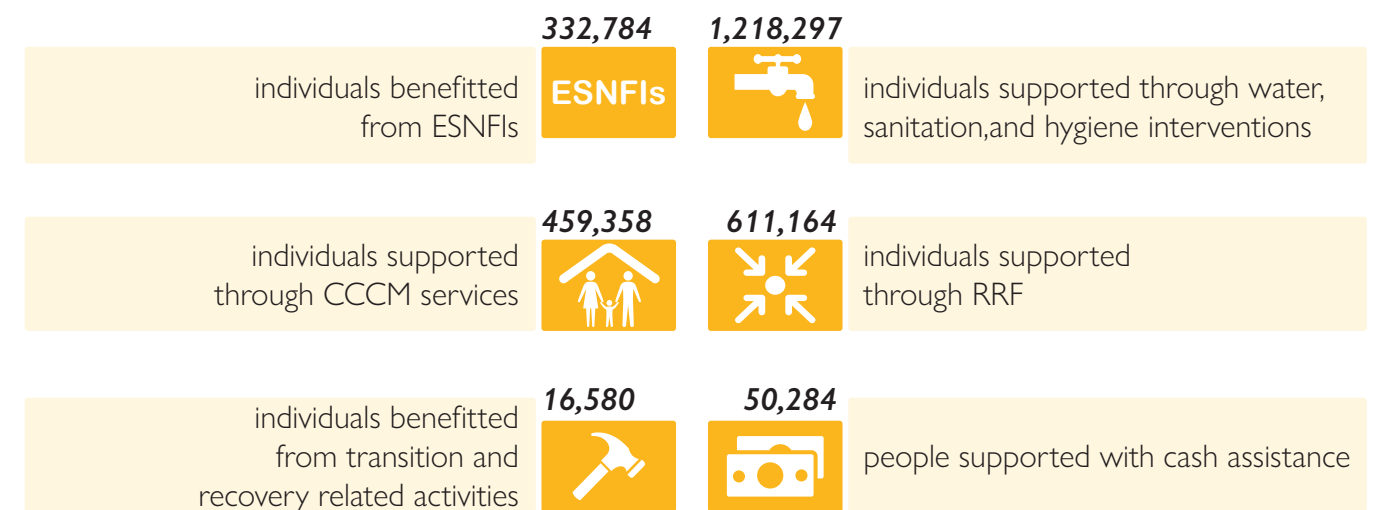 332,784
individuals benefitted
from ESNFIs
ESNFIs
1,218,297
individuals supported through water,
sanitation,and hygiene interventions
459,358
individuals supported
through CCCM services
611,164
individuals supported
through RRF
16,580
individuals benefitted
from transition and
recovery related activities
50,284
people supported with cash assistance